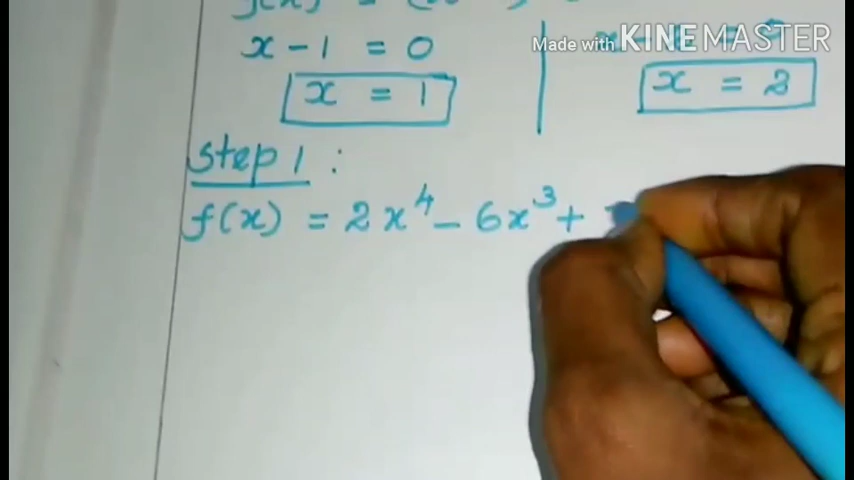 f(x) = (x
x - 1 = 0
Made with KINEMASTER
x = 1
x = 2
Step 1 :
f(x) = 2x⁴ - 6x³ +